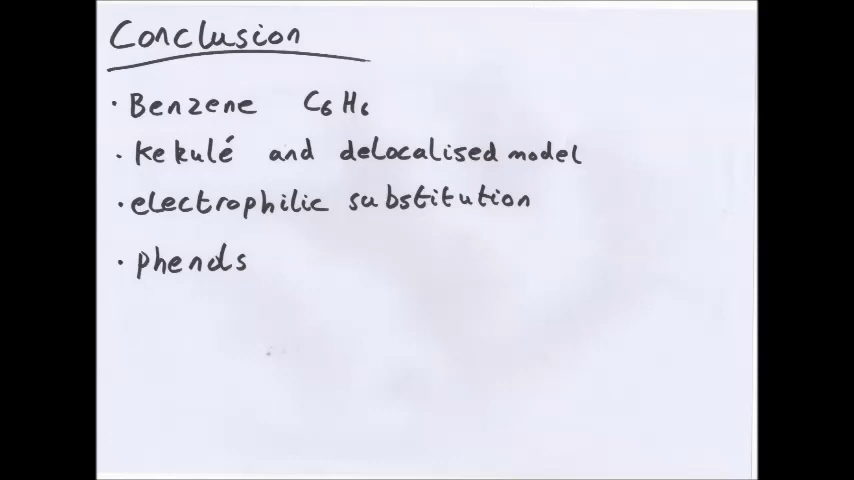 Conclusion
· Benzene C6H6
· Kekulé and delocalised model
· electrophilic substitution
· phenols